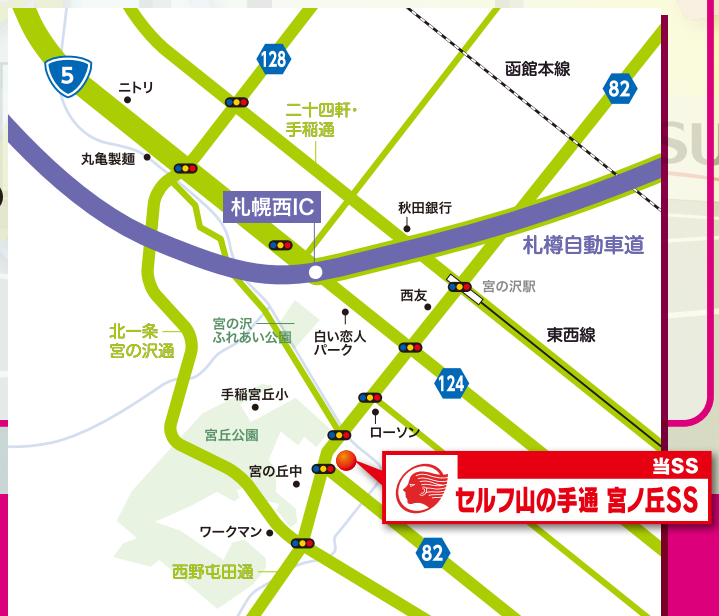 5
128
函館本線
ニトリ
82
二十四軒・
手稲通
SU
丸亀製麺
札幌西IC
秋田銀行
札樽自動車道
宮の沢駅
西友
北一条
宮の沢通
宮の沢
ふれあい公園
白い恋人
パーク
東西線
124
手稲宮丘小
宮丘公園
ローソン
当SS
宮の丘中
セルフ山の手通 宮ノ丘SS
ワークマン
82
西野屯田通